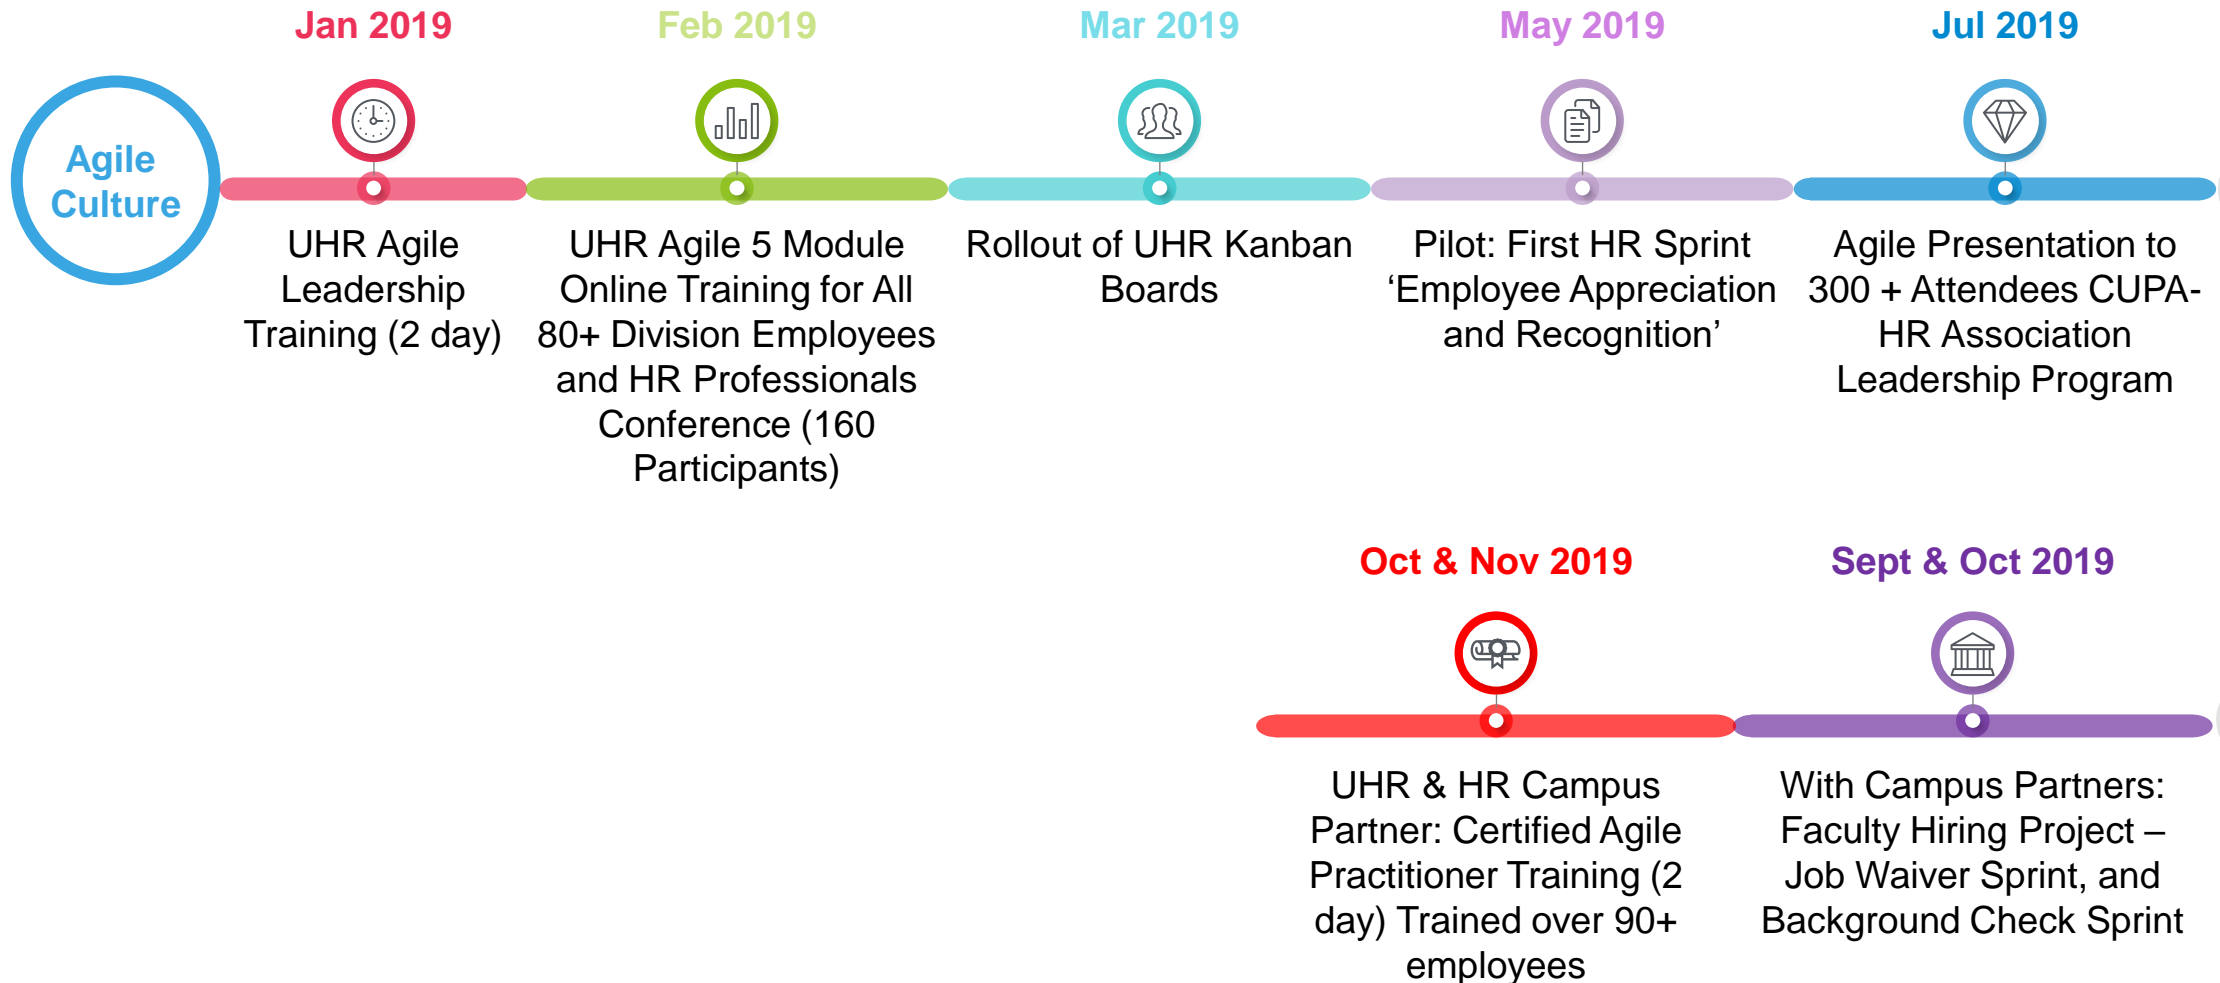 Jan 2019
Feb 2019
Mar 2019
May 2019
Jul 2019
Agile
Culture
UHR Agile
Leadership
Training (2 day)
UHR Agile 5 Module
Online Training for All
80+ Division Employees
and HR Professionals
Conference (160
Participants)
Rollout of UHR Kanban
Boards
Pilot: First HR Sprint
‘Employee Appreciation
and Recognition’
Agile Presentation to
300 + Attendees CUPA-
HR Association
Leadership Program
Oct & Nov 2019
UHR & HR Campus
Partner: Certified Agile
Practitioner Training (2
day) Trained over 90+
employees
Sept & Oct 2019
With Campus Partners:
Faculty Hiring Project –
Job Waiver Sprint, and
Background Check Sprint